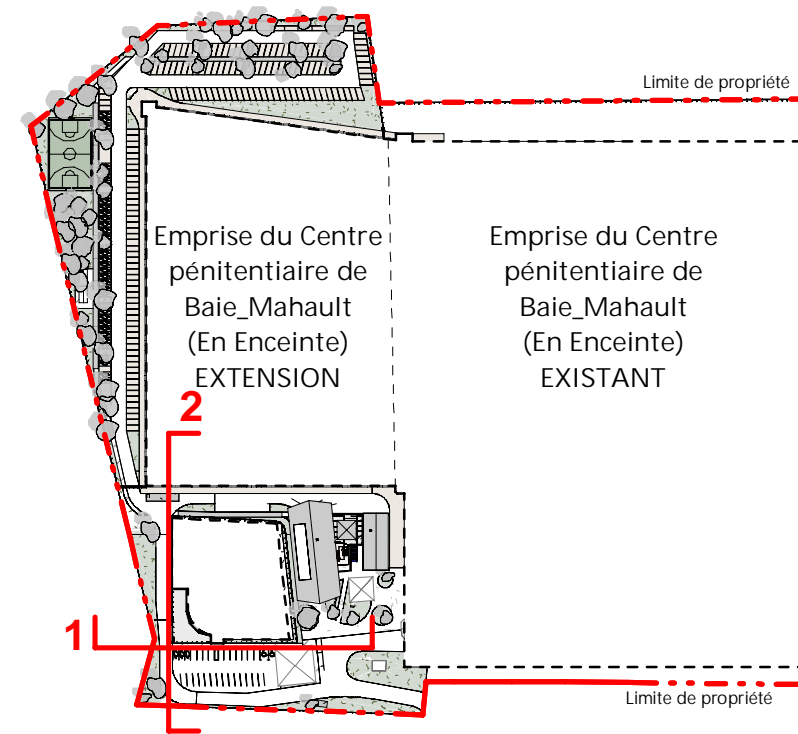 Limite de propriété
Emprise du Centre
pénitentiaire de
Baie_Mahault
(En Enceinte)
EXTENSION
Emprise du Centre
pénitentiaire de
Baie_Mahault
(En Enceinte)
EXISTANT
2
1
Limite de propriété